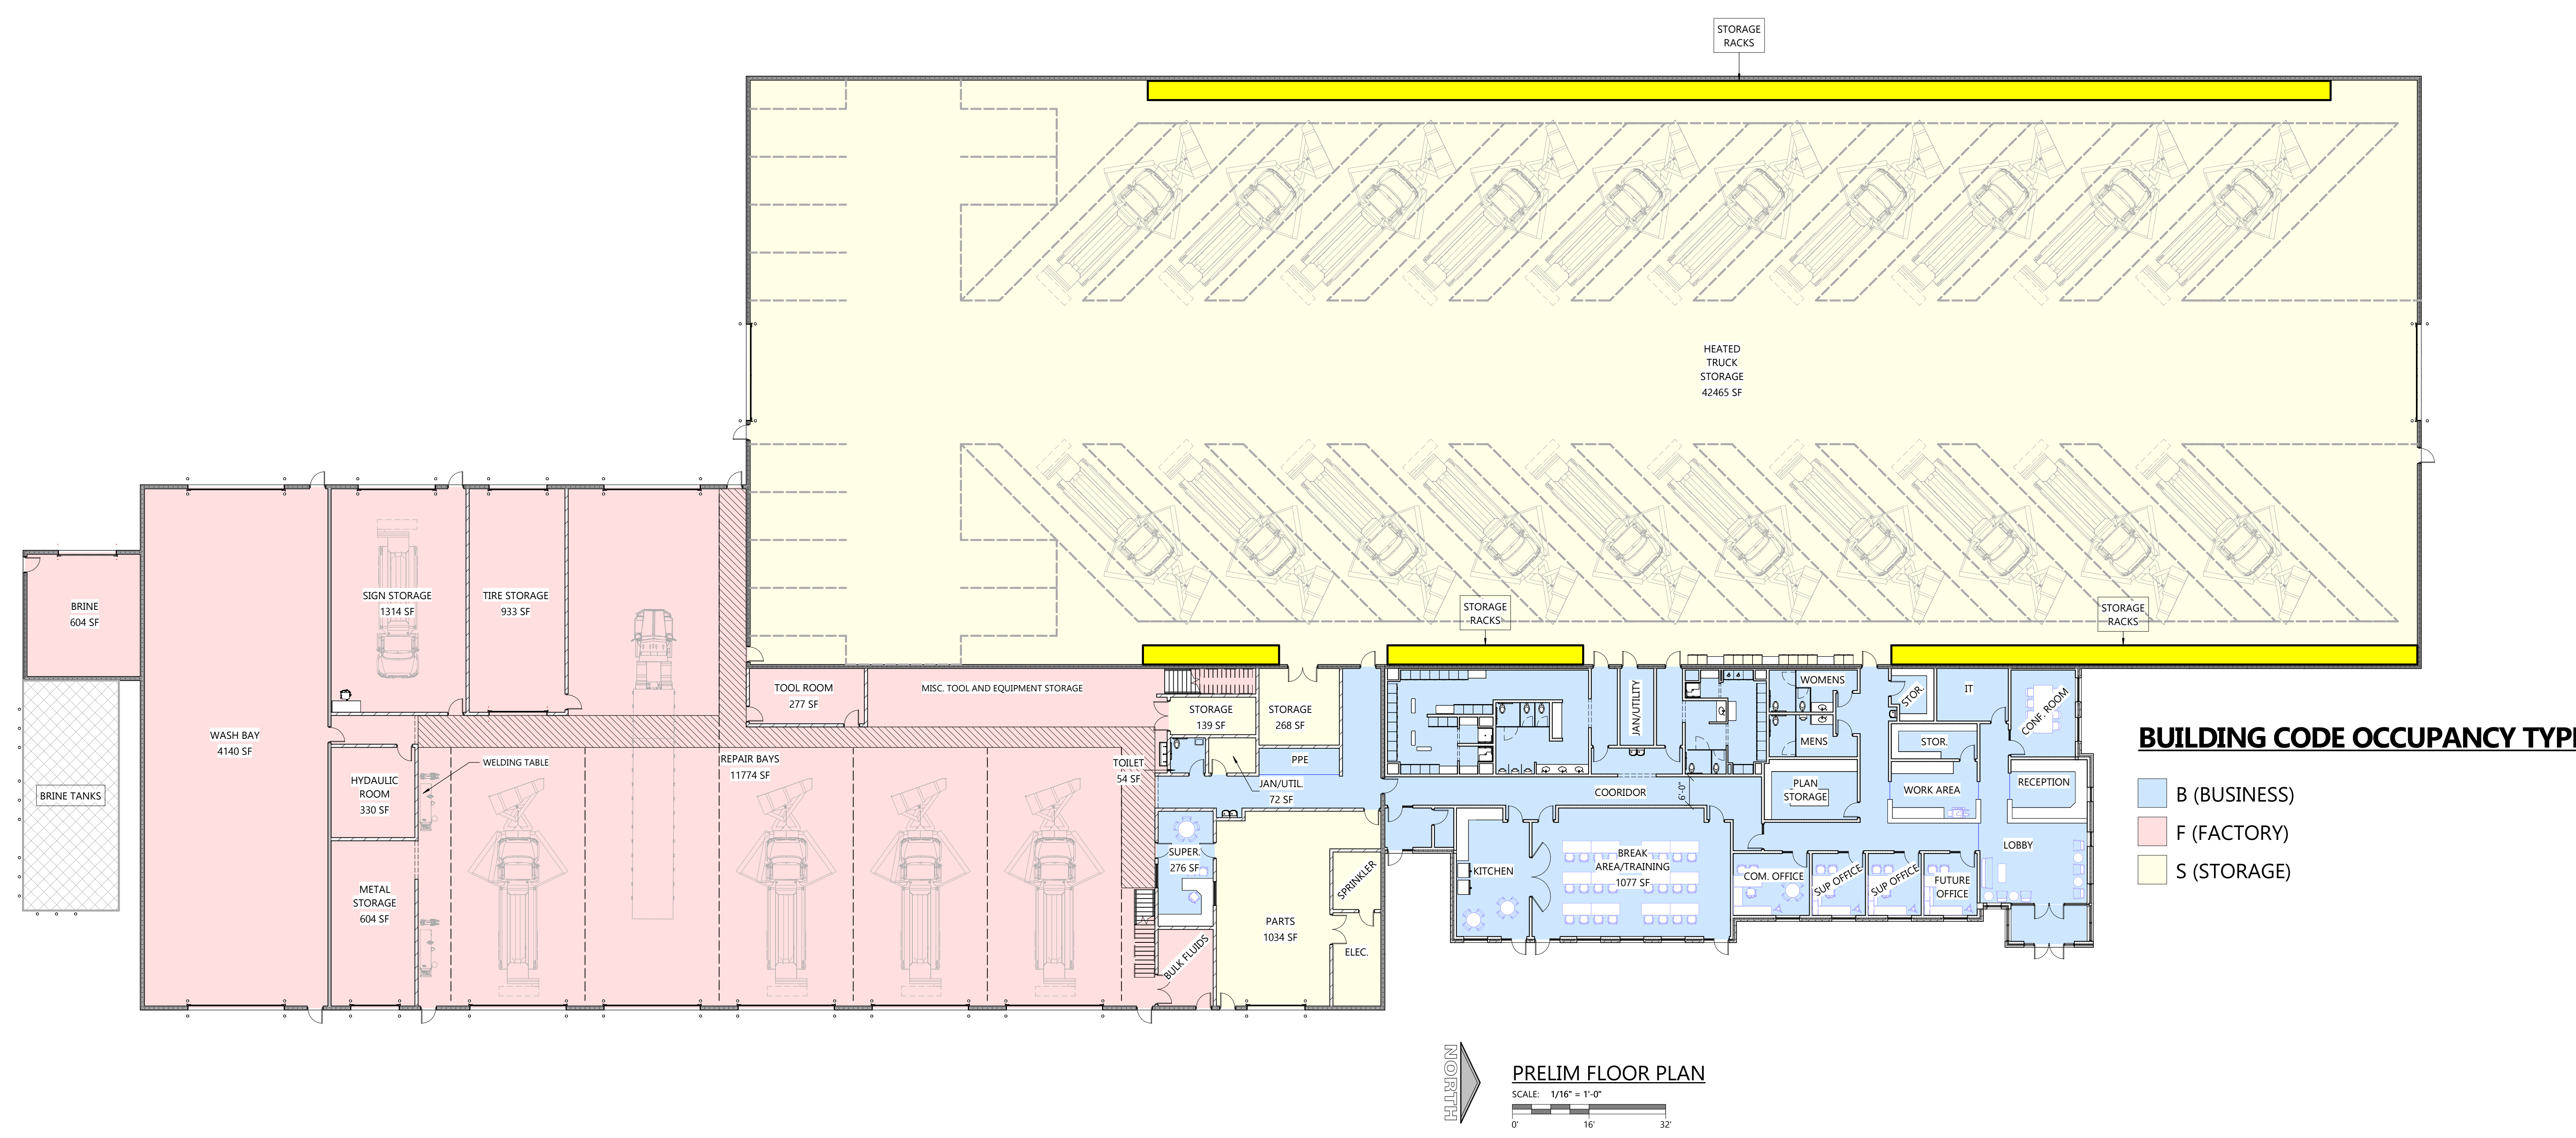 STORAGE
RACKS
HEATED
TRUCK
STORAGE
42465 SF
STORAGE
RACKS
STORAGE
RACKS
BRINE
604 SF
SIGN STORAGE
1314 SF
TIRE STORAGE
933 SF
WASH BAY
4140 SF
BRINE TANKS
HYDAULIC
ROOM
330 SF
WELDING TABLE
METAL
STORAGE
604 SF
REPAIR BAYS
11774 SF
TOOL ROOM
277 SF
MISC. TOOL AND EQUIPMENT STORAGE
STORAGE
139 SF
STORAGE
268 SF
TOILET
54 SF
JAN/UTIL.
72 SF
PPE
SUPER.
276 SF
BULK FLUIDS
PARTS
1034 SF
SPRINKLER
ELEC.
JAN/UTILITY
COORIDOR
6'-0"
KITCHEN
BREAK
AREA/TRAINING
1077 SF
WOMENS
MENS
PLAN
STORAGE
STOR.
IT
CONF. ROOM
STOR.
WORK AREA
RECEPTION
LOBBY
COM. OFFICE
SUP OFFICE
SUP OFFICE
FUTURE
OFFICE
BUILDING CODE OCCUPANCY TYP
B (BUSINESS)
F (FACTORY)
S (STORAGE)
NORTH
PRELIM FLOOR PLAN
SCALE: 1/16" = 1'-0"
0' 16' 32'